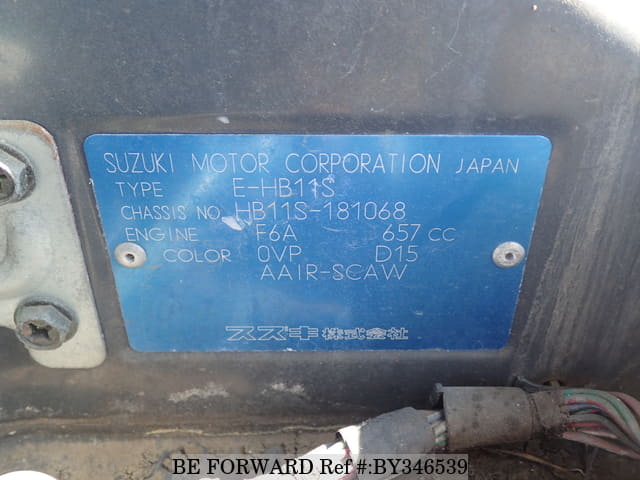 SUZUKI MOTOR CORPORATION JAPAN
TYPE E-HB11S
CHASSIS NO. HB11S-181068
ENGINE F6A 657 CC
COLOR 0VP D15
AAIR-SCAW
スズキ株式会社
BE FORWARD Ref #:BY346539